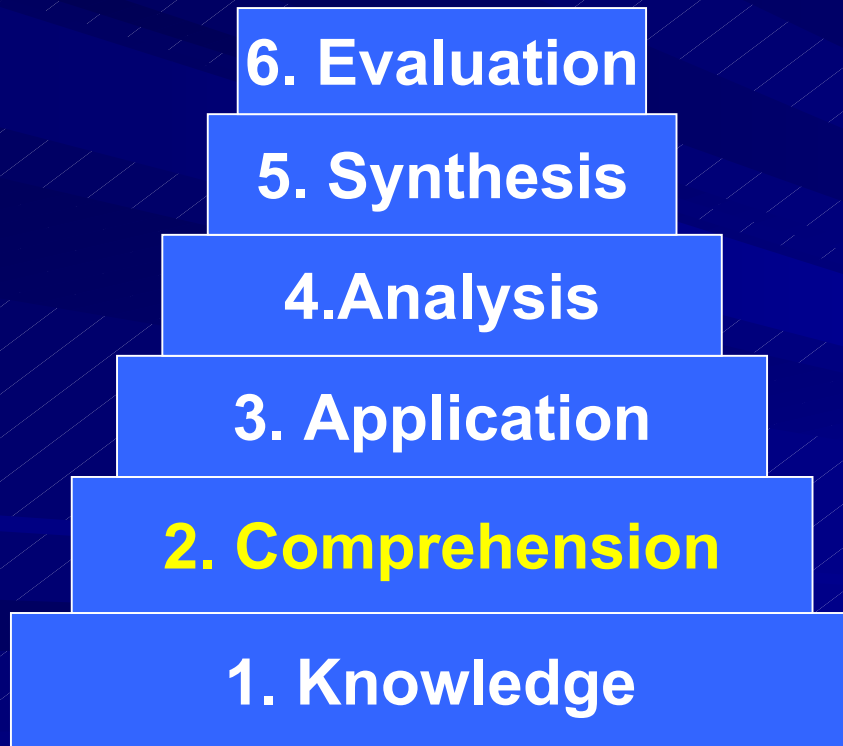 6. Evaluation
5. Synthesis
4.Analysis
3. Application
2. Comprehension
1. Knowledge